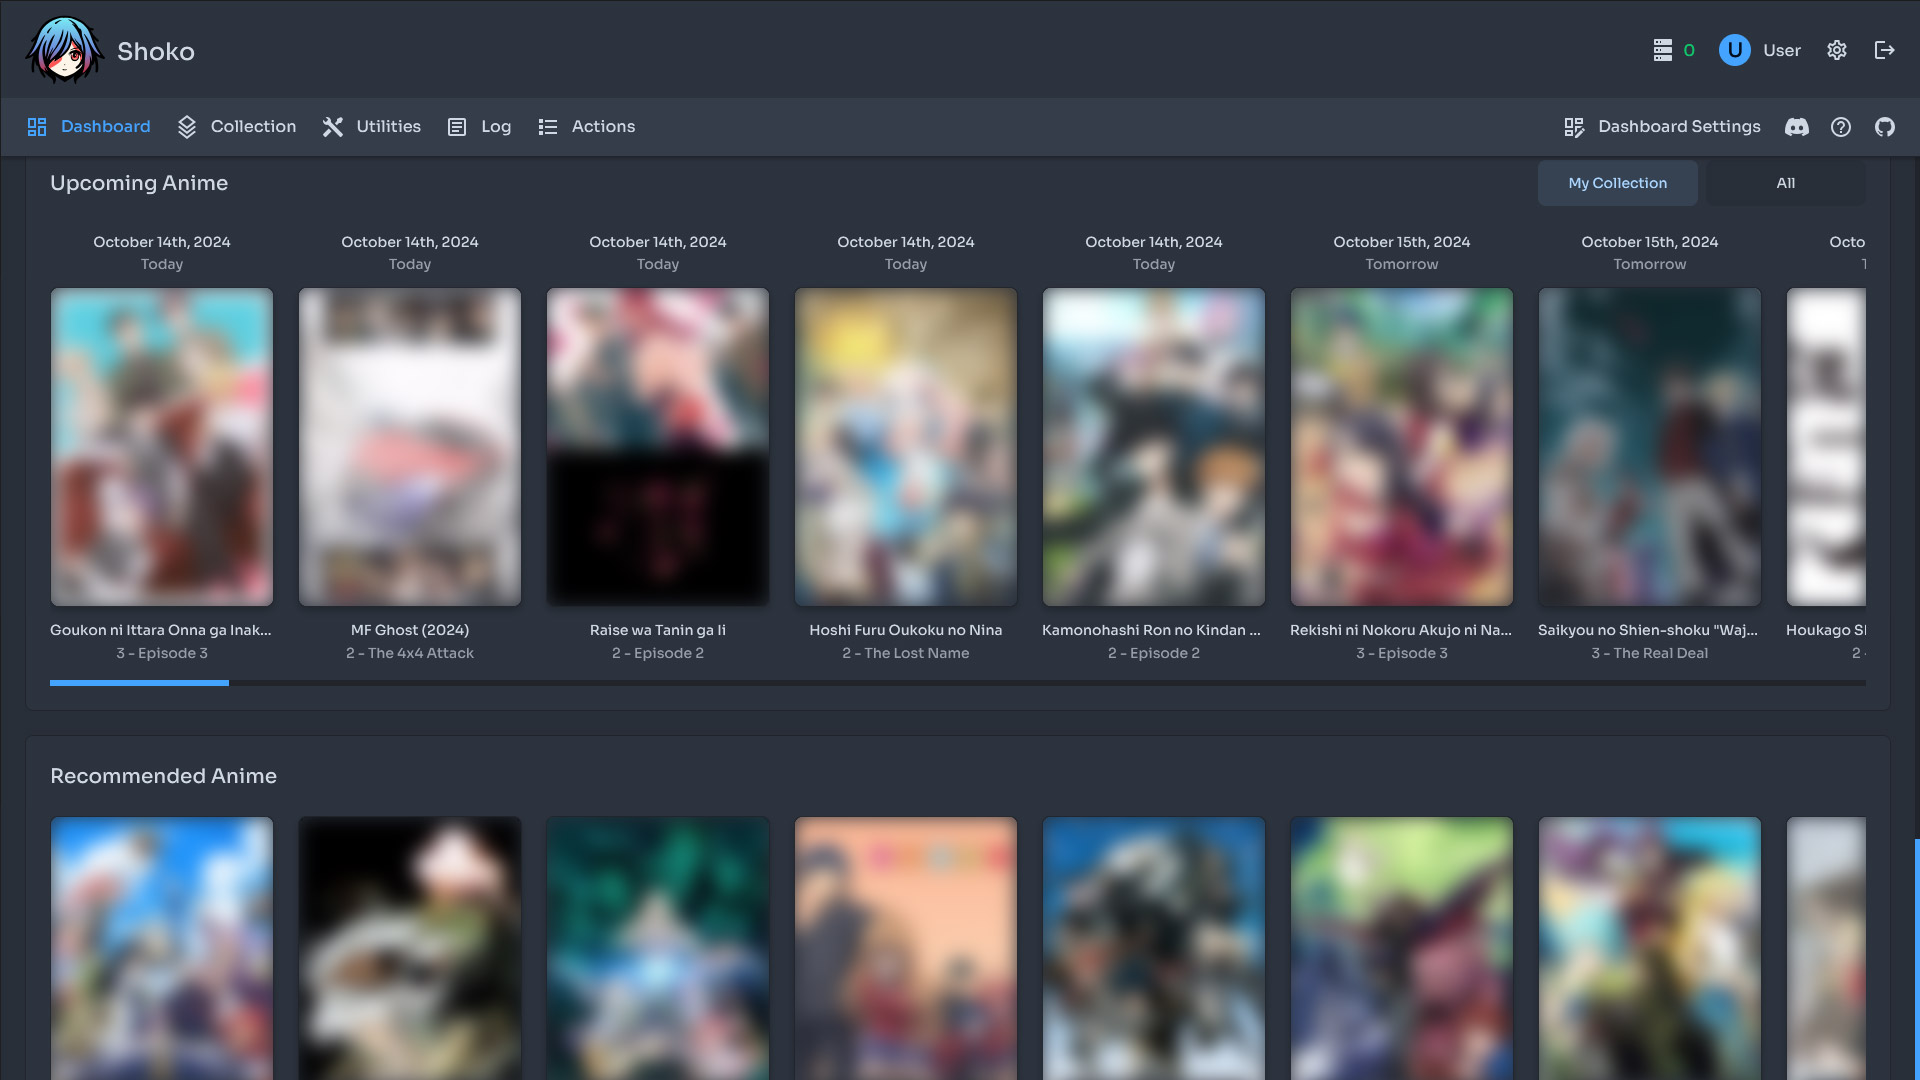 Shoko
0
U
User
Dashboard
Collection
Utilities
Log
Actions
Dashboard Settings
Upcoming Anime
My Collection
All
October 14th, 2024
Today
Goukon ni Ittara Onna ga Inak...
3 - Episode 3
October 14th, 2024
Today
MF Ghost (2024)
2 - The 4x4 Attack
October 14th, 2024
Today
Raise wa Tanin ga Ii
2 - Episode 2
October 14th, 2024
Today
Hoshi Furu Oukoku no Nina
2 - The Lost Name
October 14th, 2024
Today
Kamonohashi Ron no Kindan ...
2 - Episode 2
October 15th, 2024
Tomorrow
Rekishi ni Nokoru Akujo ni Na...
3 - Episode 3
October 15th, 2024
Tomorrow
Saikyou no Shien-shoku "Waj...
3 - The Real Deal
Octo
Houkago S
2 -
Recommended Anime